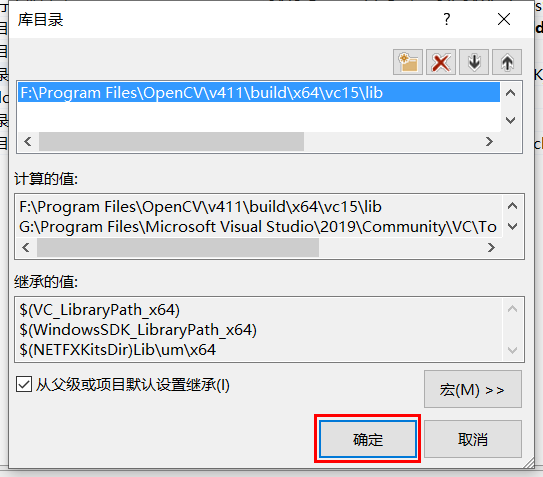 库目录
?
F:\Program Files\OpenCV\v411\build\x64\vc15\lib
计算的值:
F:\Program Files\OpenCV\v411\build\x64\vc15\lib
G:\Program Files\Microsoft Visual Studio\2019\Community\VC\To
继承的值:
$(VC_LibraryPath_x64)
$(WindowsSDK_LibraryPath_x64)
$(NETFXKitsDir)Lib\um\x64
从父级或项目默认设置继承(I)
宏(M) >>
确定
取消